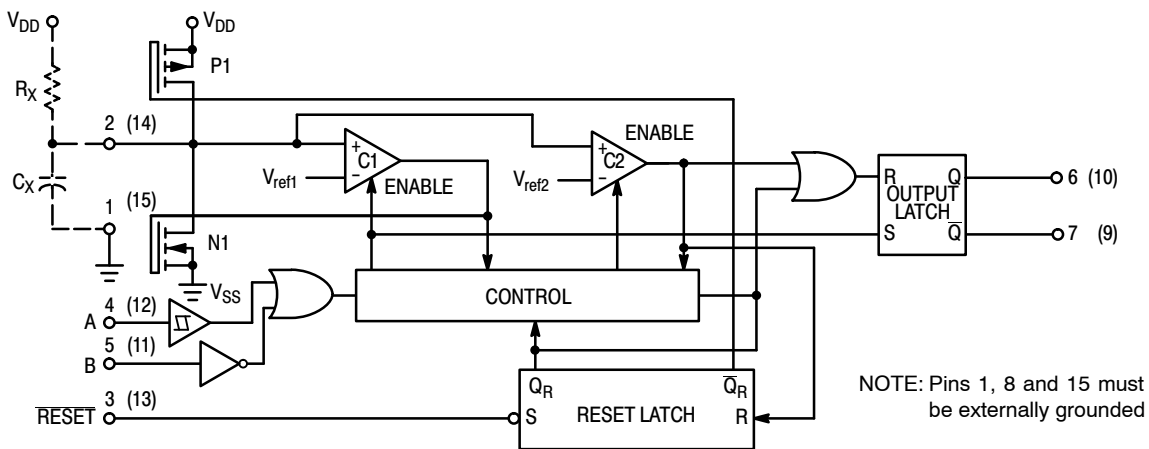 VDD
VDD
P1
RX
2 (14)
CX
1 (15)
N1
VSS
+
C1
−
Vref1
ENABLE
ENABLE
+
C2
−
Vref2
R Q
OUTPUT
LATCH
S Q̅
6 (10)
7 (9)
CONTROL
4 (12)
A
5 (11)
B
3 (13)
R̅E̅S̅E̅T̅
QR Q̅R
S RESET LATCH R
NOTE: Pins 1, 8 and 15 must
be externally grounded